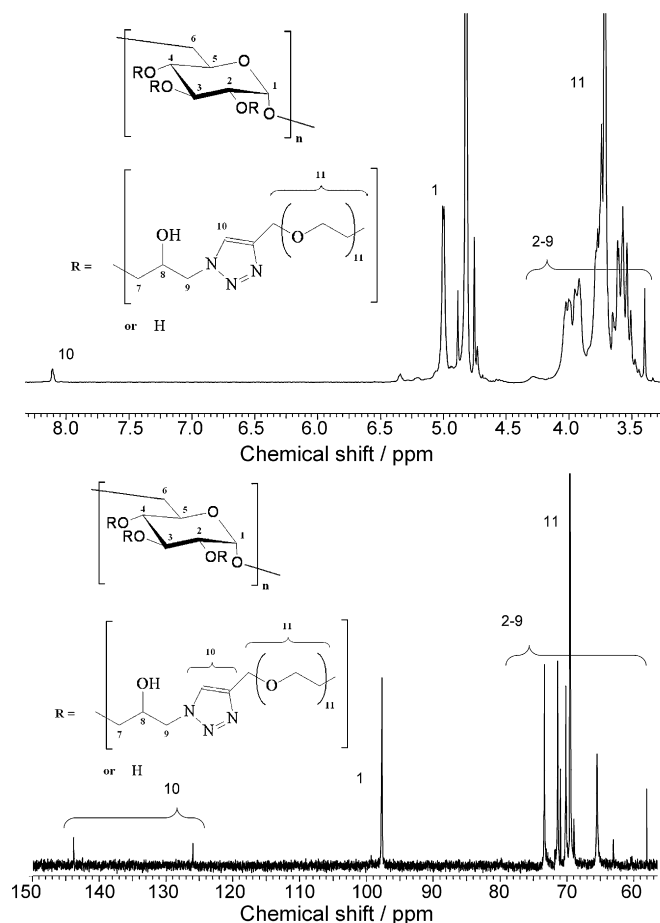 6
4
5
O
RO
RO
3
2
1
OR
O
n
11
1
11
10
OH
O
R =
7
8
9
N
N
N
11
or H
2-9
10
8.0 7.5 7.0 6.5 6.0 5.5 5.0 4.5 4.0 3.5
Chemical shift / ppm
6
4
5
O
RO
RO
3
2
1
OR
O
n
11
2-9
11
10
OH
O
R =
7
8
9
N
N
N
11
or H
1
10
150 140 130 120 110 100 90 80 70 60
Chemical shift / ppm